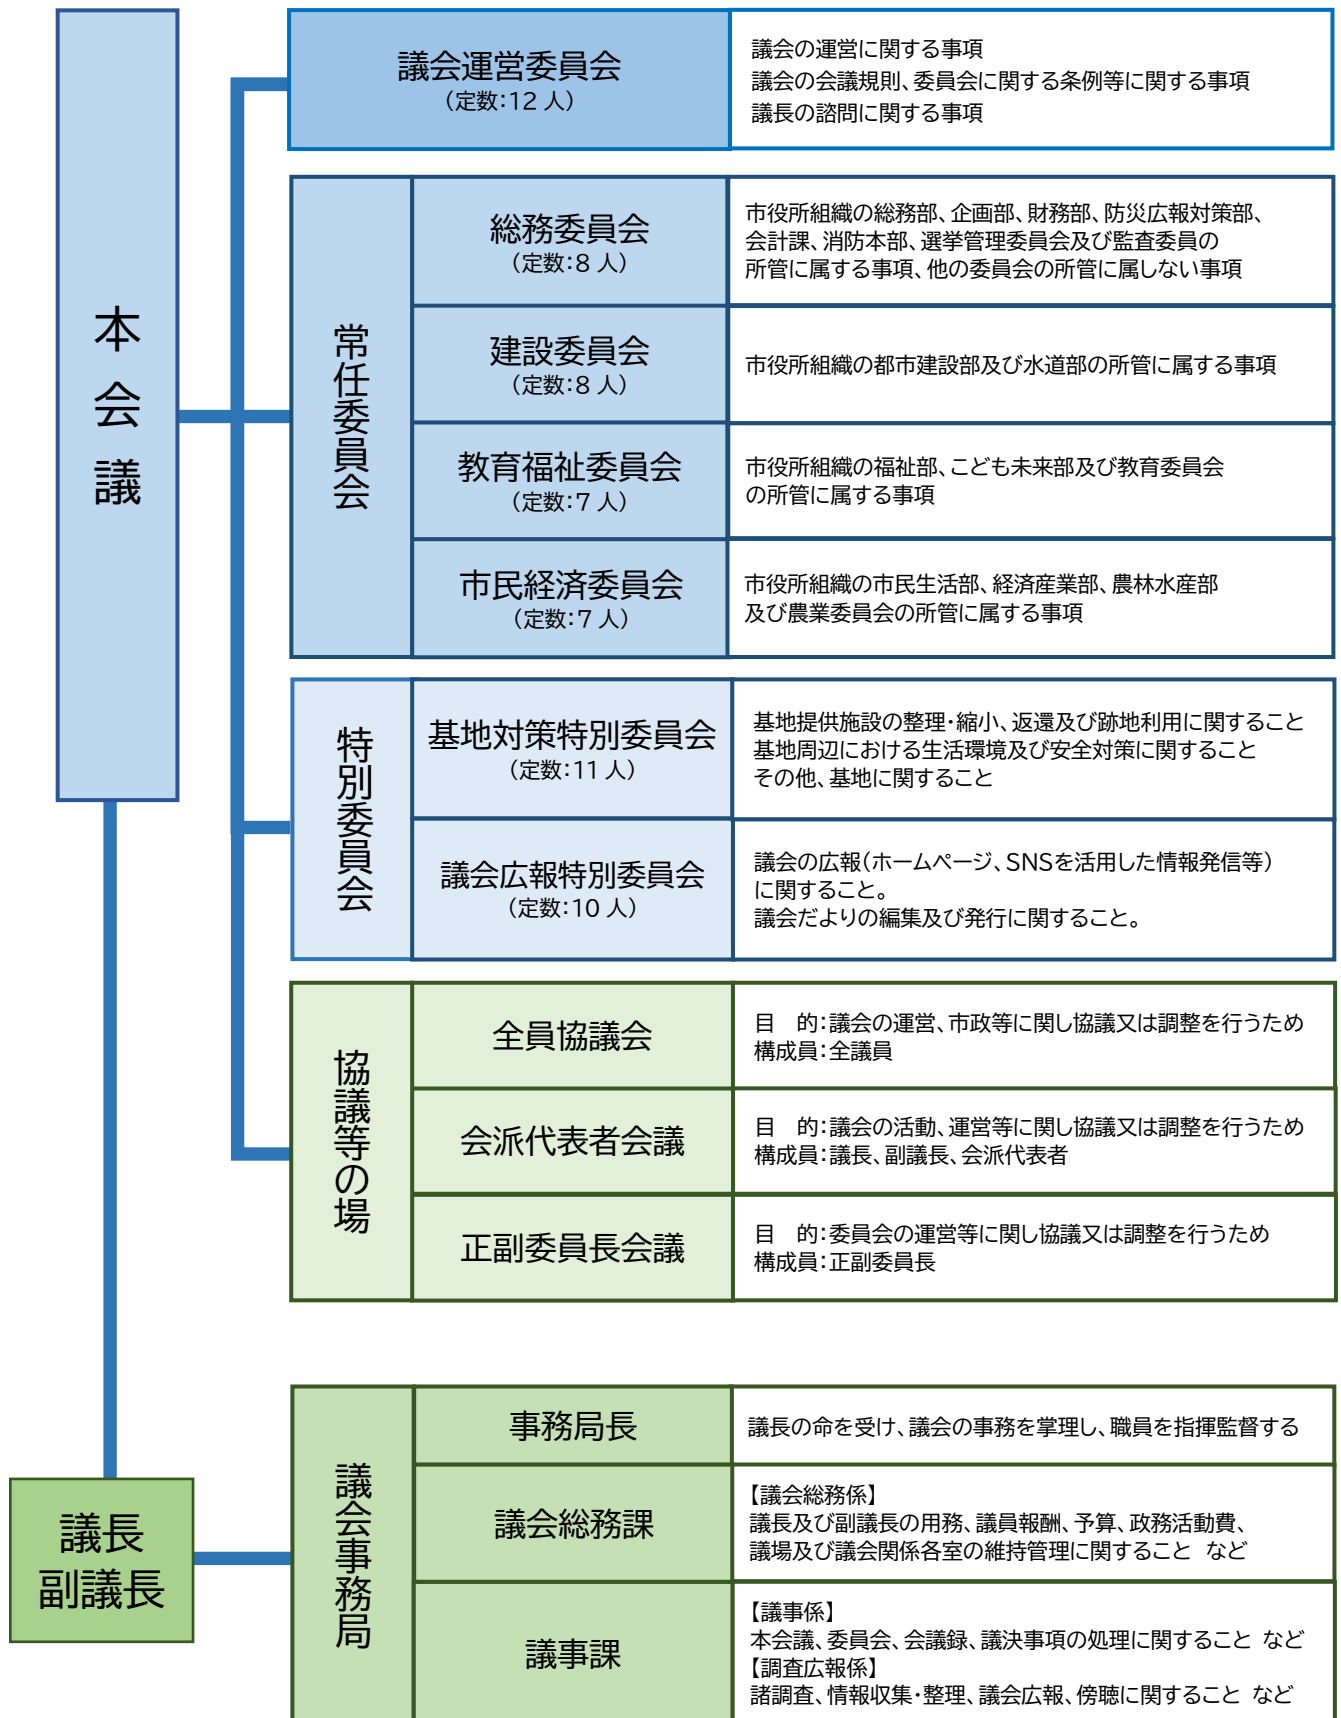 本会議
議会運営委員会
（定数：12人）
議会の運営に関する事項
議会の会議規則、委員会に関する条例等に関する事項
議長の諮問に関する事項
常任委員会
総務委員会
（定数：8人）
市役所組織の総務部、企画部、財務部、防災広報対策部、
会計課、消防本部、選挙管理委員会及び監査委員の
所管に属する事項、他の委員会の所管に属しない事項
建設委員会
（定数：8人）
市役所組織の都市建設部及び水道部の所管に属する事項
教育福祉委員会
（定数：7人）
市役所組織の福祉部、こども未来部及び教育委員会
の所管に属する事項
市民経済委員会
（定数：7人）
市役所組織の市民生活部、経済産業部、農林水産部
及び農業委員会の所管に属する事項
特別委員会
基地対策特別委員会
（定数：11人）
基地提供施設の整理・縮小、返還及び跡地利用に関すること
基地周辺における生活環境及び安全対策に関すること
その他、基地に関すること
議会広報特別委員会
（定数：10人）
議会の広報（ホームページ、SNSを活用した情報発信等）
に関すること。
議会だよりの編集及び発行に関すること。
協議等の場
全員協議会
目　的：議会の運営、市政等に関し協議又は調整を行うため
構成員：全議員
会派代表者会議
目　的：議会の活動、運営等に関し協議又は調整を行うため
構成員：議長、副議長、会派代表者
正副委員長会議
目　的：委員会の運営等に関し協議又は調整を行うため
構成員：正副委員長
議長
副議長
議会事務局
事務局長
議長の命を受け、議会の事務を掌理し、職員を指揮監督する
議会総務課
【議会総務係】
議長及び副議長の用務、議員報酬、予算、政務活動費、
議場及び議会関係各室の維持管理に関すること など
議事課
【議事係】
本会議、委員会、会議録、議決事項の処理に関すること など
【調査広報係】
諸調査、情報収集・整理、議会広報、傍聴に関すること など